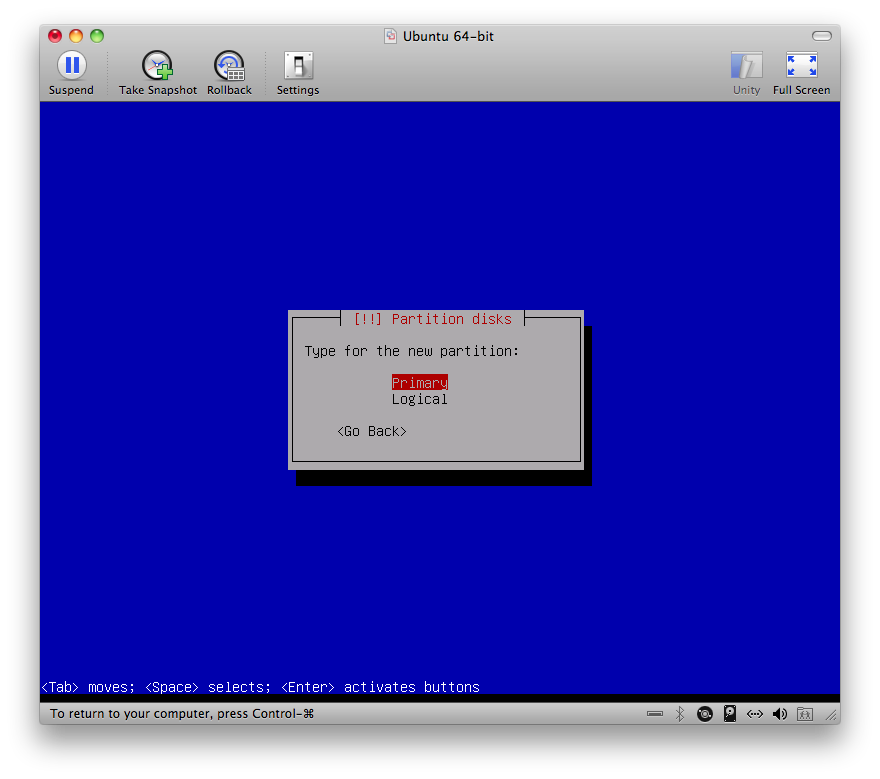 Ubuntu 64-bit
Suspend Take Snapshot Rollback Settings Unity Full Screen
[!!] Partition disks
Type for the new partition:
Primary
Logical
<Go Back>
<Tab> moves; <Space> selects; <Enter> activates buttons
To return to your computer, press Control-⌘